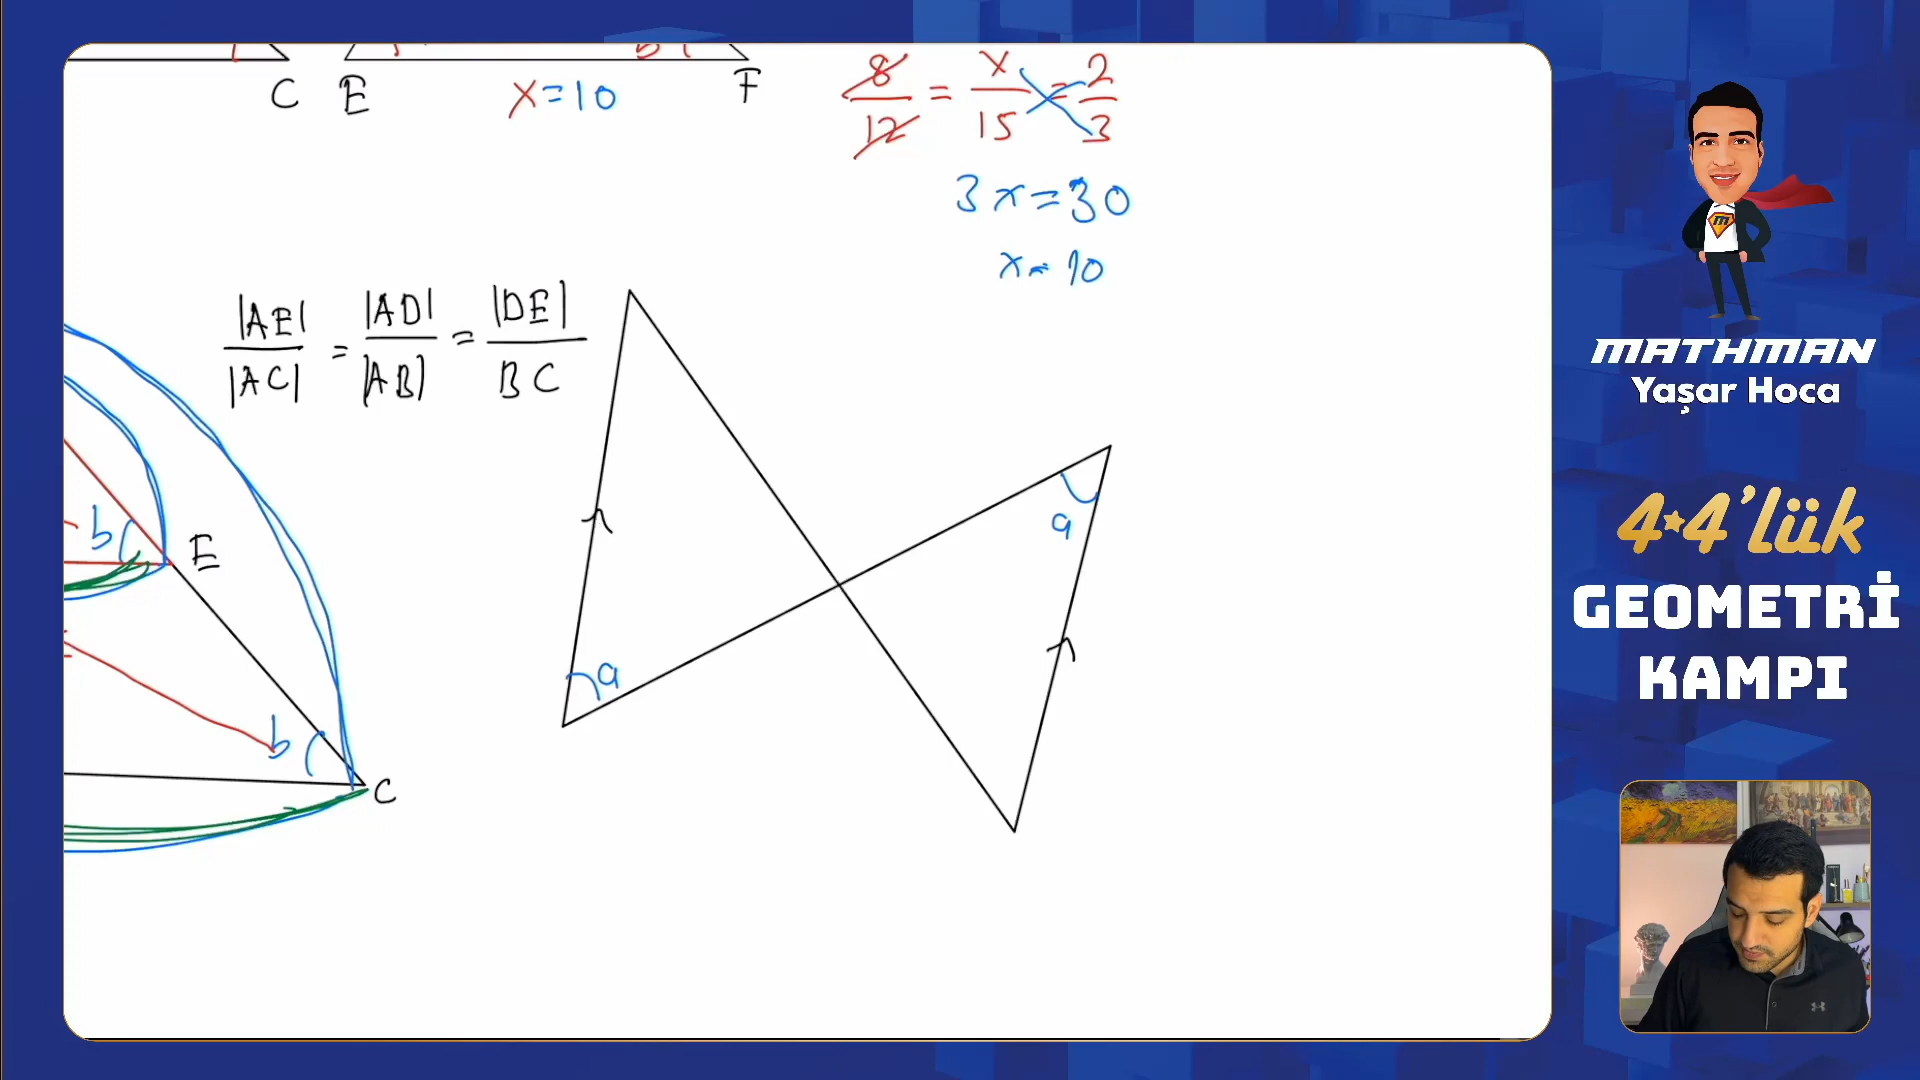 C E x=10 F
8/12 = x/15 = 2/3
3x=30
x=10
|AE|/|AC| = |AD|/|AB| = |DE|/BC
a
b
E
a
b
C
MATHMAN
Yaşar Hoca
4★4'lük
GEOMETRİ
KAMPI